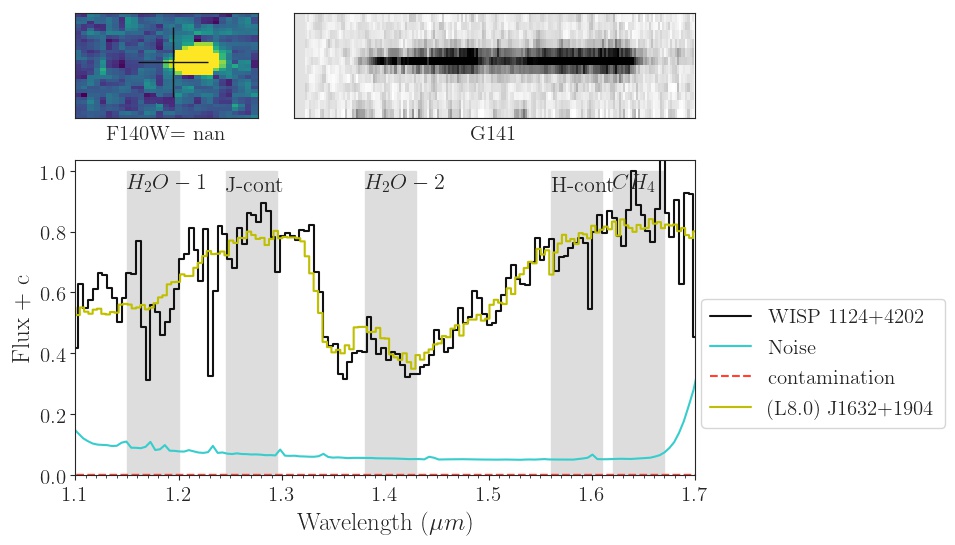 F140W= nan
G141
H₂O − 1
J-cont
H₂O − 2
H-cont
CH₄
1.0
0.8
0.6
0.4
0.2
0.0
Flux + c
1.1
1.2
1.3
1.4
1.5
1.6
1.7
Wavelength (μm)
WISP 1124+4202
Noise
contamination
(L8.0) J1632+1904